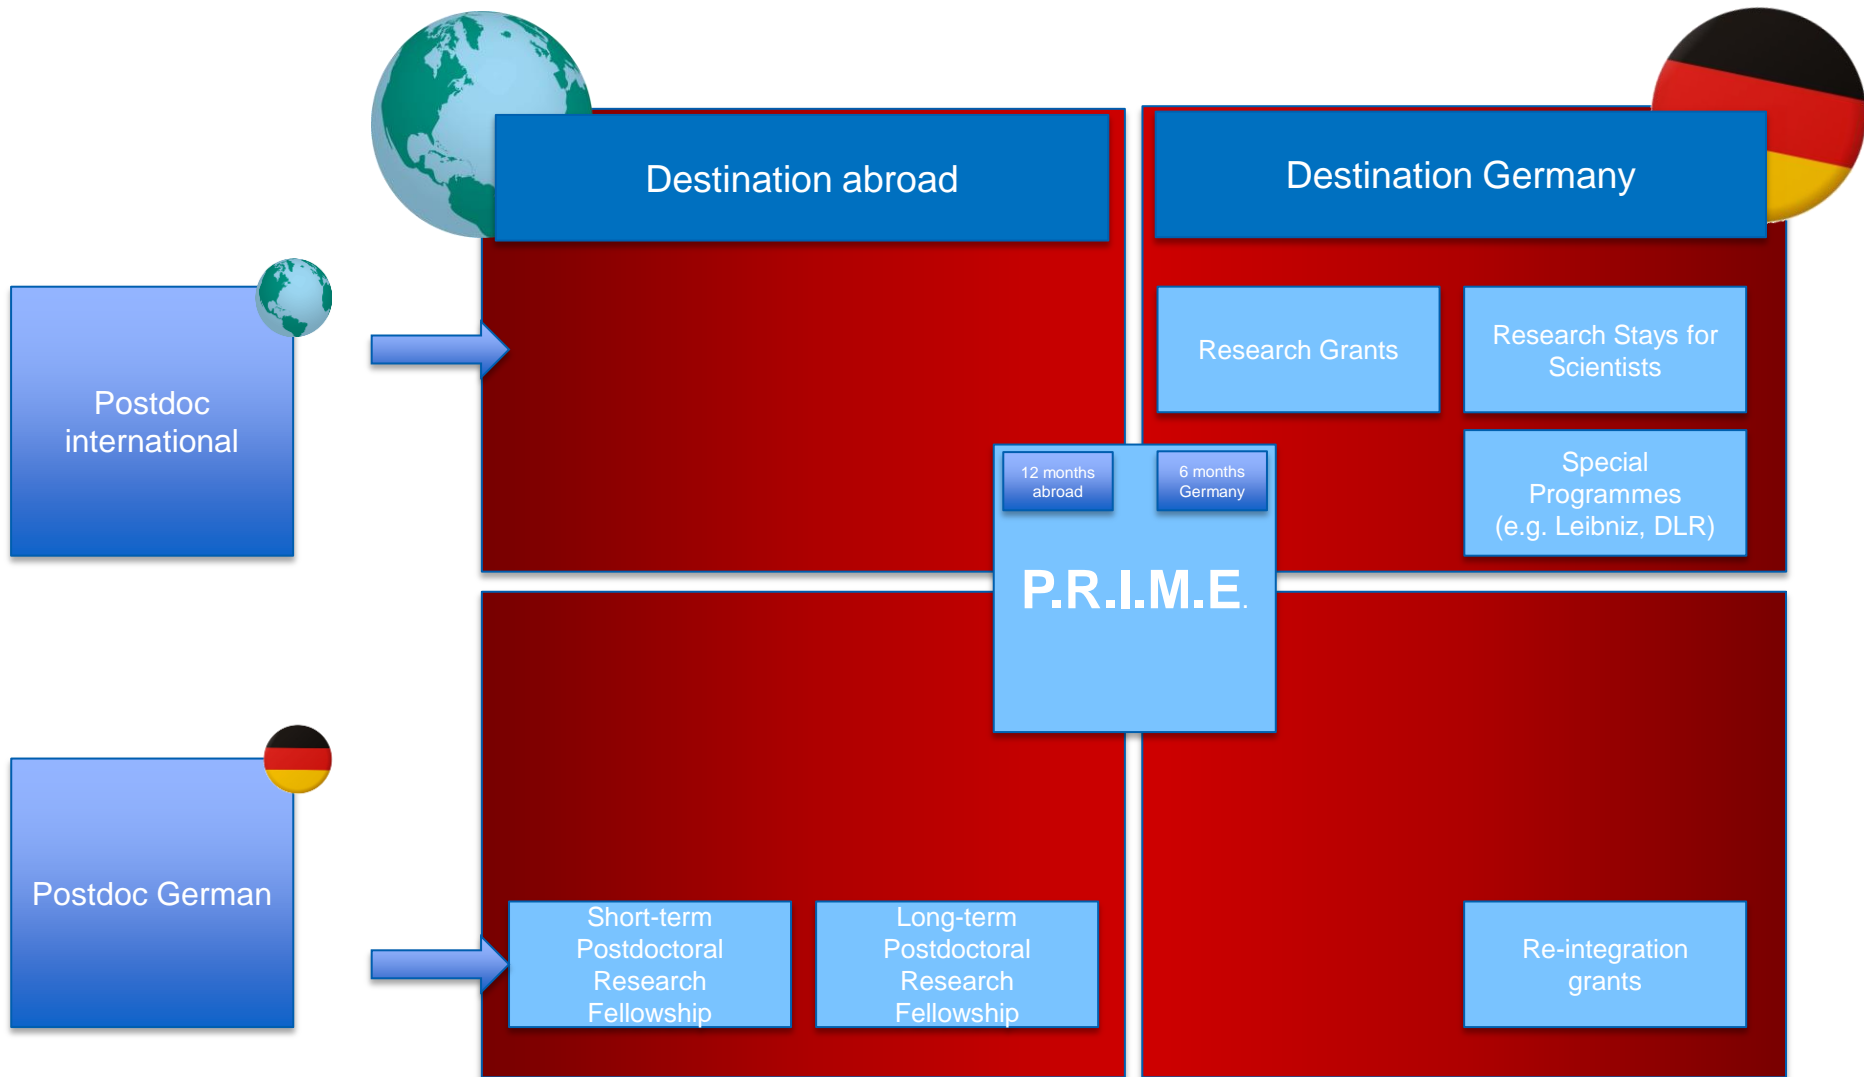 Destination abroad
Destination Germany
Postdoc
international
Research Grants
Research Stays for
Scientists
Special
Programmes
(e.g. Leibniz, DLR)
12 months
abroad
6 months
Germany
P.R.I.M.E.
Postdoc German
Short-term
Postdoctoral
Research
Fellowship
Long-term
Postdoctoral
Research
Fellowship
Re-integration
grants